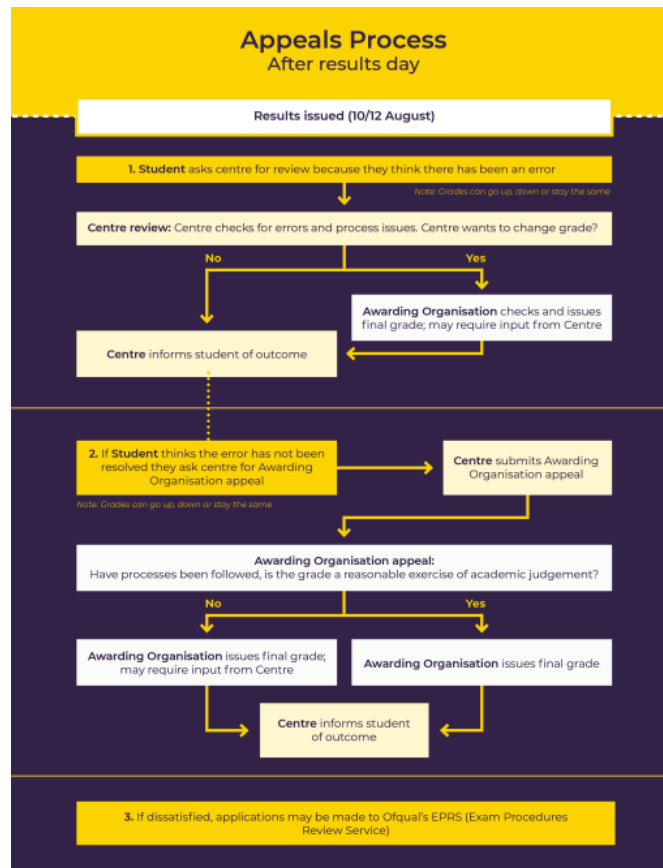 Appeals Process
After results day
Results issued (10/12 August)
1. Student asks centre for review because they think there has been an error
Note: Grades can go up, down or stay the same
Centre review: Centre checks for errors and process issues. Centre wants to change grade?
No
Yes
Awarding Organisation checks and issues
final grade; may require input from Centre
Centre informs student of outcome
2. If Student thinks the error has not been
resolved they ask centre for Awarding
Organisation appeal
Note: Grades can go up, down or stay the same
Centre submits Awarding
Organisation appeal
Awarding Organisation appeal:
Have processes been followed, is the grade a reasonable exercise of academic judgement?
No
Yes
Awarding Organisation issues final grade;
may require input from Centre
Awarding Organisation issues final grade
Centre informs student
of outcome
3. If dissatisfied, applications may be made to Ofqual's EPRS (Exam Procedures
Review Service)